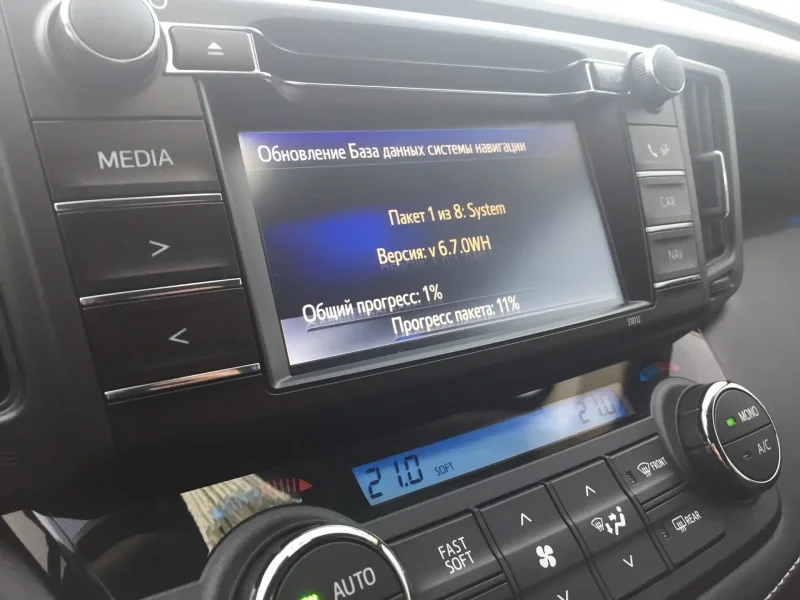 MEDIA
>
<
Обновление База данных системы навигации
Пакет 1 из 8: System
Версия: v 6.7.0WH
Общий прогресс: 1%
Прогресс пакета: 11%
CAR
NAV
510112
21.0 SOFT 21.0
MONO
A/C
FRONT
REAR
FAST
SOFT
AUTO